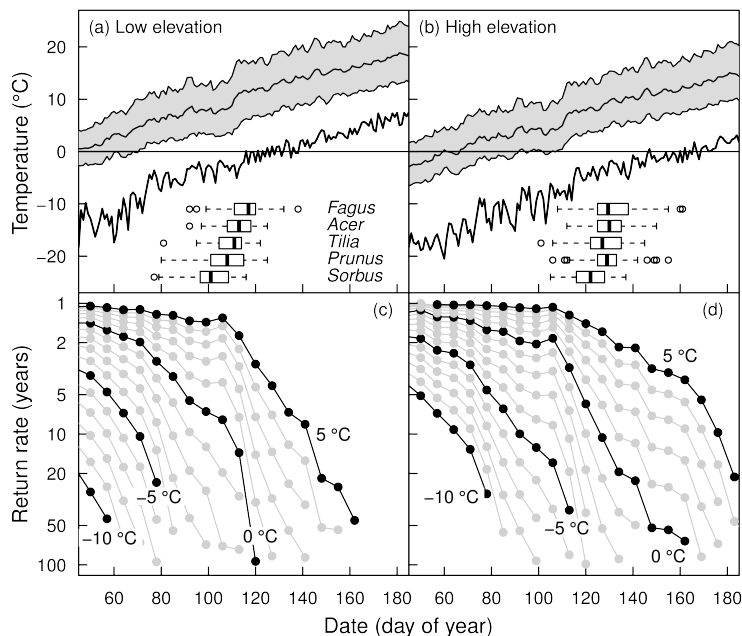 (a) Low elevation
(b) High elevation
Temperature (°C)
20
10
0
−10
−20
Fagus
Acer
Tilia
Prunus
Sorbus
(c)
(d)
Return rate (years)
1
2
5
10
20
50
100
5 °C
−5 °C
−10 °C
0 °C
5 °C
−10 °C
−5 °C
0 °C
60 80 100 120 140 160 180
60 80 100 120 140 160 180
Date (day of year)